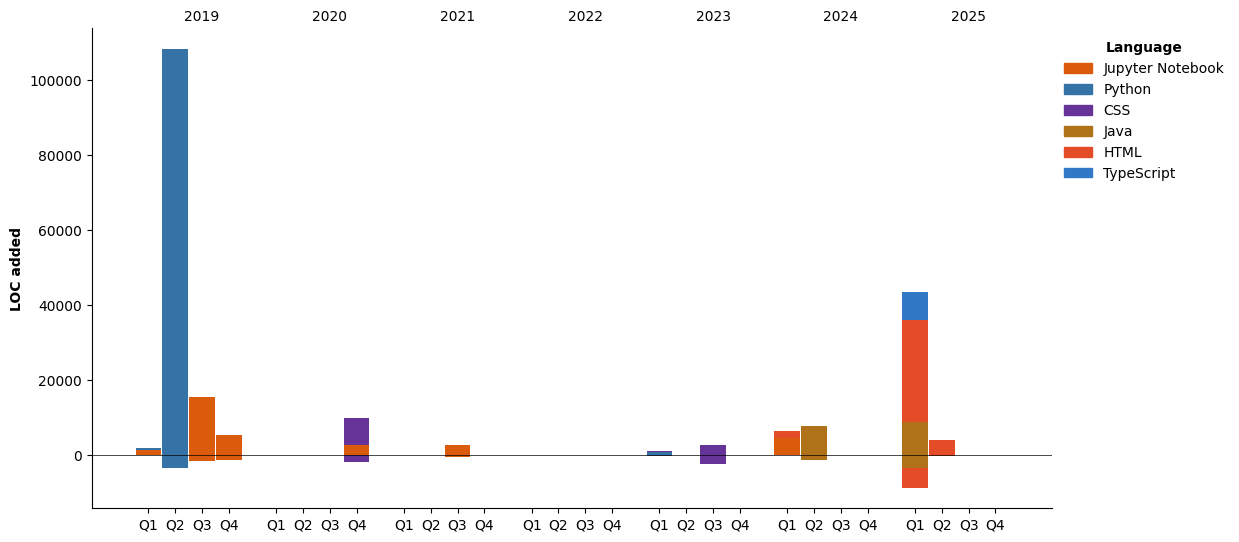 2019 2020 2021 2022 2023 2024 2025
Language
Jupyter Notebook
Python
CSS
Java
HTML
TypeScript
LOC added
100000
80000
60000
40000
20000
0
Q1 Q2 Q3 Q4 Q1 Q2 Q3 Q4 Q1 Q2 Q3 Q4 Q1 Q2 Q3 Q4 Q1 Q2 Q3 Q4 Q1 Q2 Q3 Q4 Q1 Q2 Q3 Q4